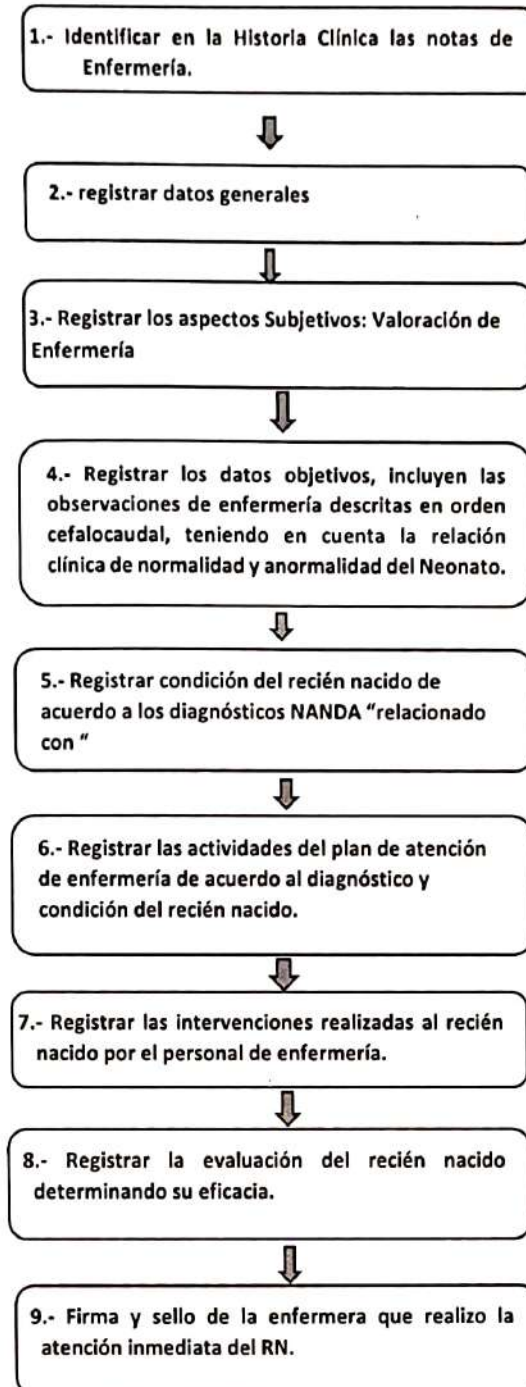 1.- Identificar en la Historia Clínica las notas de
Enfermería.
2.- registrar datos generales
3.- Registrar los aspectos Subjetivos: Valoración de
Enfermería
4.- Registrar los datos objetivos, incluyen las
observaciones de enfermería descritas en orden
cefalocaudal, teniendo en cuenta la relación
clínica de normalidad y anormalidad del Neonato.
5.- Registrar condición del recién nacido de
acuerdo a los diagnósticos NANDA “relacionado
con “
6.- Registrar las actividades del plan de atención
de enfermería de acuerdo al diagnóstico y
condición del recién nacido.
7.- Registrar las intervenciones realizadas al recién
nacido por el personal de enfermería.
8.- Registrar la evaluación del recién nacido
determinando su eficacia.
9.- Firma y sello de la enfermera que realizo la
atención inmediata del RN.